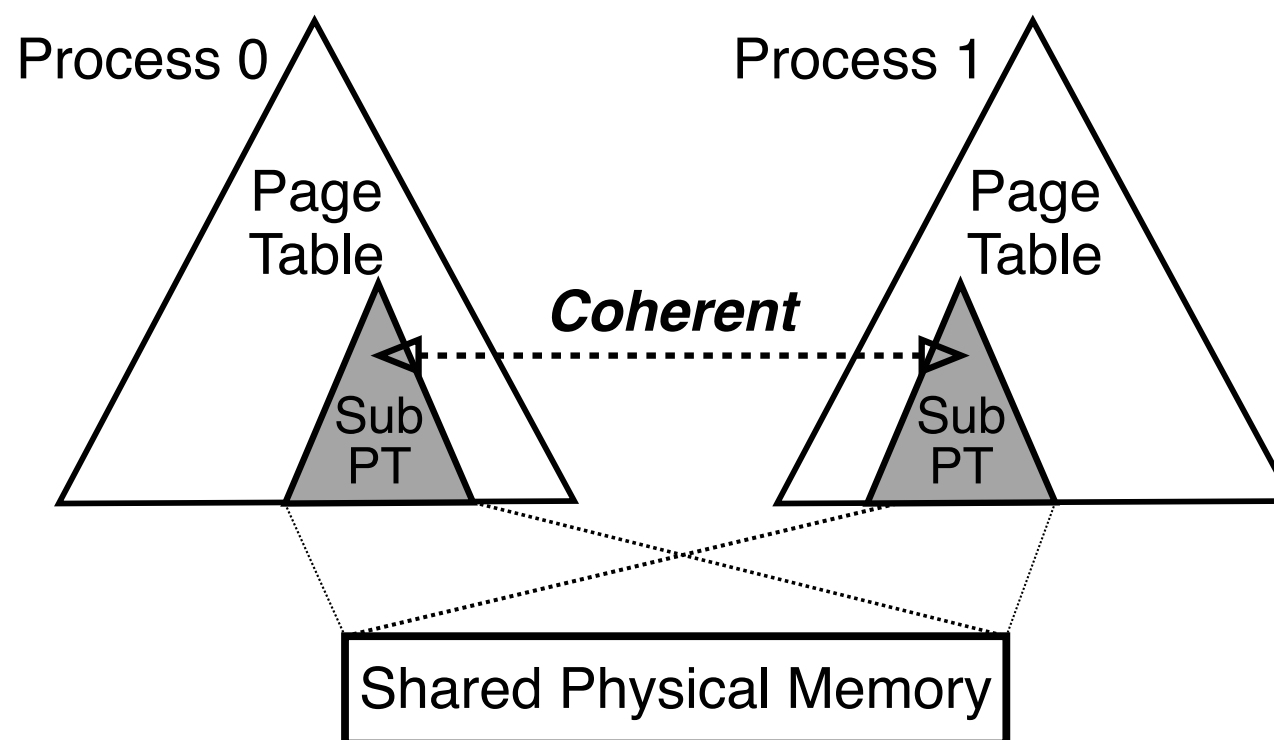 Process 0
Process 1
Page
Table
Page
Table
Coherent
Sub
PT
Sub
PT
Shared Physical Memory